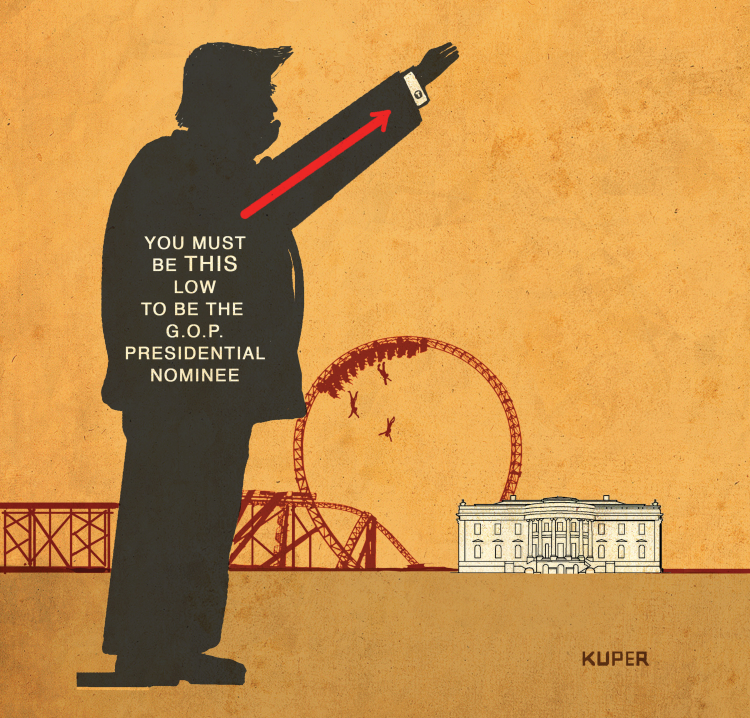 YOU MUST
BE THIS
LOW
TO BE THE
G.O.P.
PRESIDENTIAL
NOMINEE
KUPER